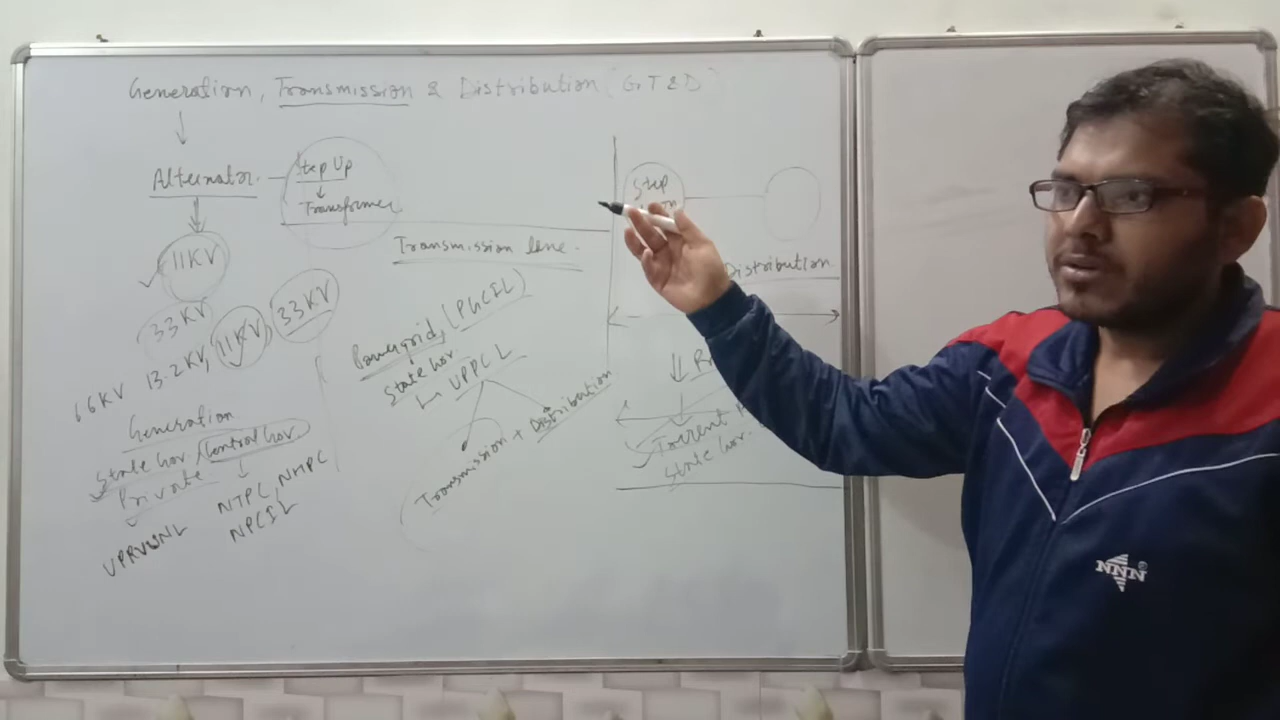 Generation, Transmission & Distribution (G T & D)
Alternator
Step Up
Transformer
Step
11KV
Transmission line.
Distribution
33KV
66KV 13.2KV, 11KV, 33KV
Powergrid, (PGCIL)
State Gov.
UPPCL
Transmission + Distribution
Generation
State Gov. / Central Gov.
Private
NTPC, NHPC
NPCIL
UPRVUNL
Torrent
State Gov.
NNN